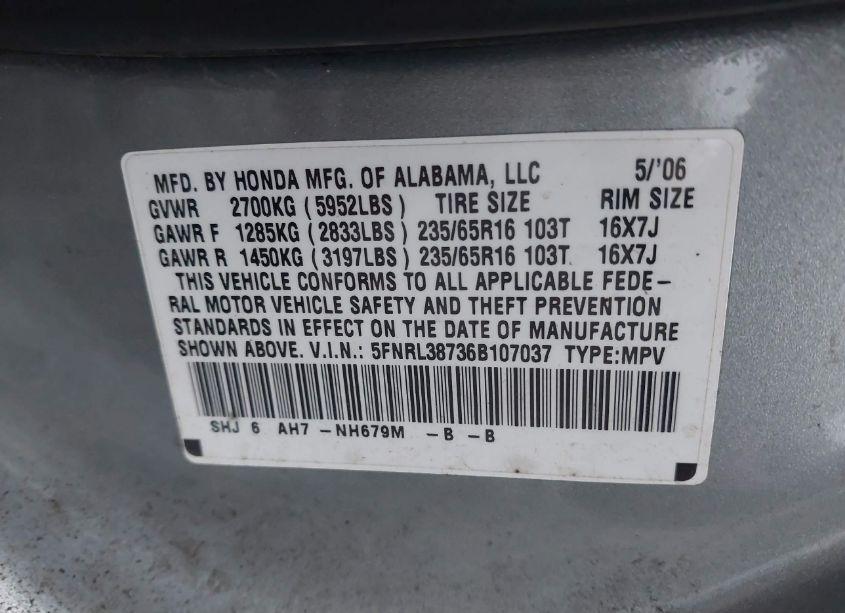 MFD. BY HONDA MFG. OF ALABAMA, LLC 5/'06
GVWR 2700KG (5952LBS) TIRE SIZE RIM SIZE
GAWR F 1285KG (2833LBS) 235/65R16 103T 16X7J
GAWR R 1450KG (3197LBS) 235/65R16 103T 16X7J
THIS VEHICLE CONFORMS TO ALL APPLICABLE FEDE-
RAL MOTOR VEHICLE SAFETY AND THEFT PREVENTION
STANDARDS IN EFFECT ON THE DATE OF MANUFACTURE
SHOWN ABOVE. V.I.N.: 5FNRL38736B107037 TYPE:MPV
SHJ 6 AH7 -NH679M -B -B